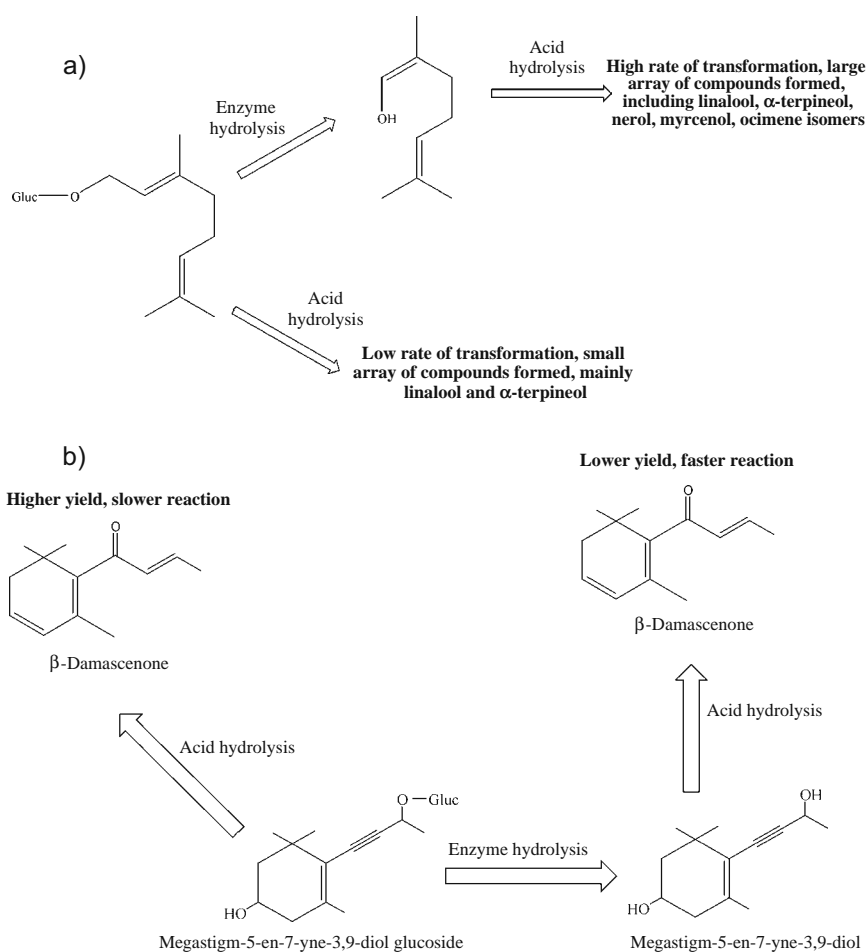 a)
Enzyme
hydrolysis
OH
Acid
hydrolysis
High rate of transformation, large
array of compounds formed,
including linalool, α-terpineol,
nerol, myrcenol, ocimene isomers
Gluc
O
Acid
hydrolysis
Low rate of transformation, small
array of compounds formed, mainly
linalool and α-terpineol
b)
Higher yield, slower reaction
O
β-Damascenone
Lower yield, faster reaction
O
β-Damascenone
Acid hydrolysis
Acid hydrolysis
O—Gluc
HO
Megastigm-5-en-7-yne-3,9-diol glucoside
Enzyme hydrolysis
OH
HO
Megastigm-5-en-7-yne-3,9-diol